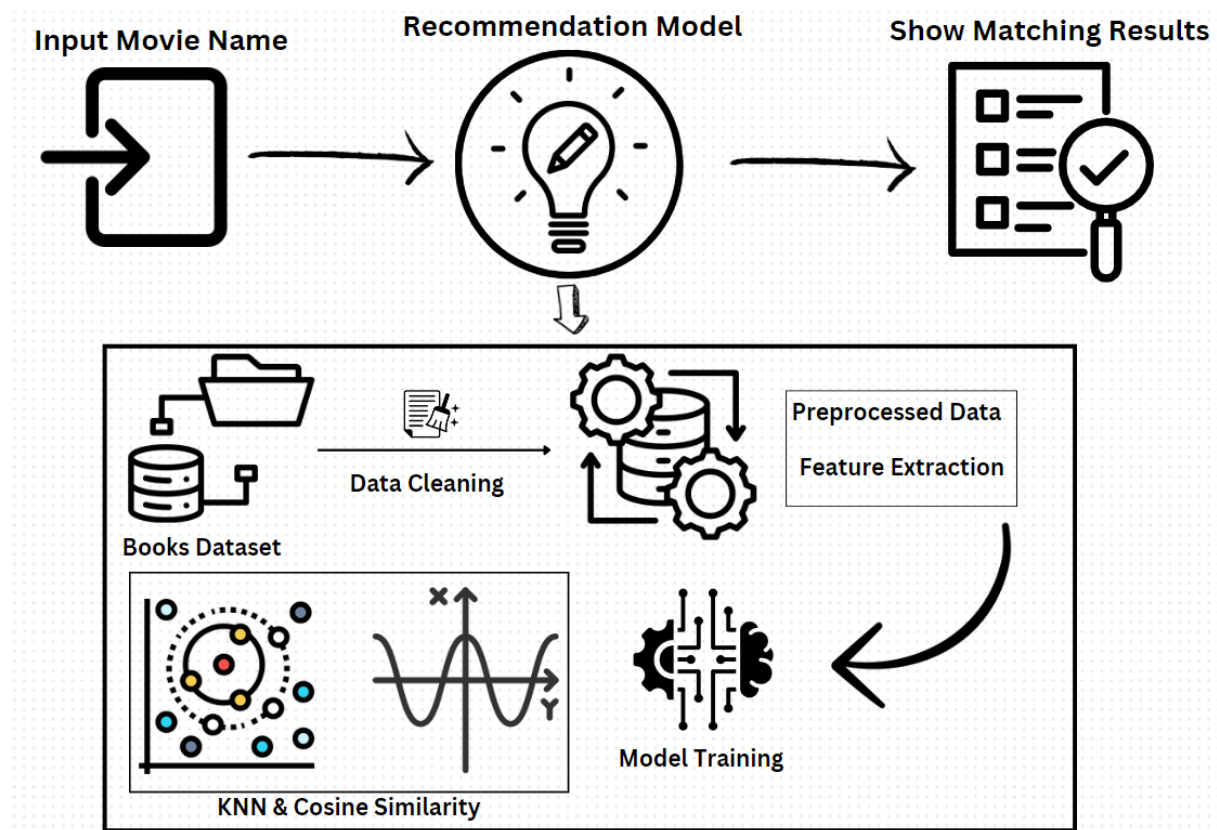 Input Movie Name
Recommendation Model
Show Matching Results
Data Cleaning
Books Dataset
Preprocessed Data
Feature Extraction
X
Y
Model Training
KNN & Cosine Similarity